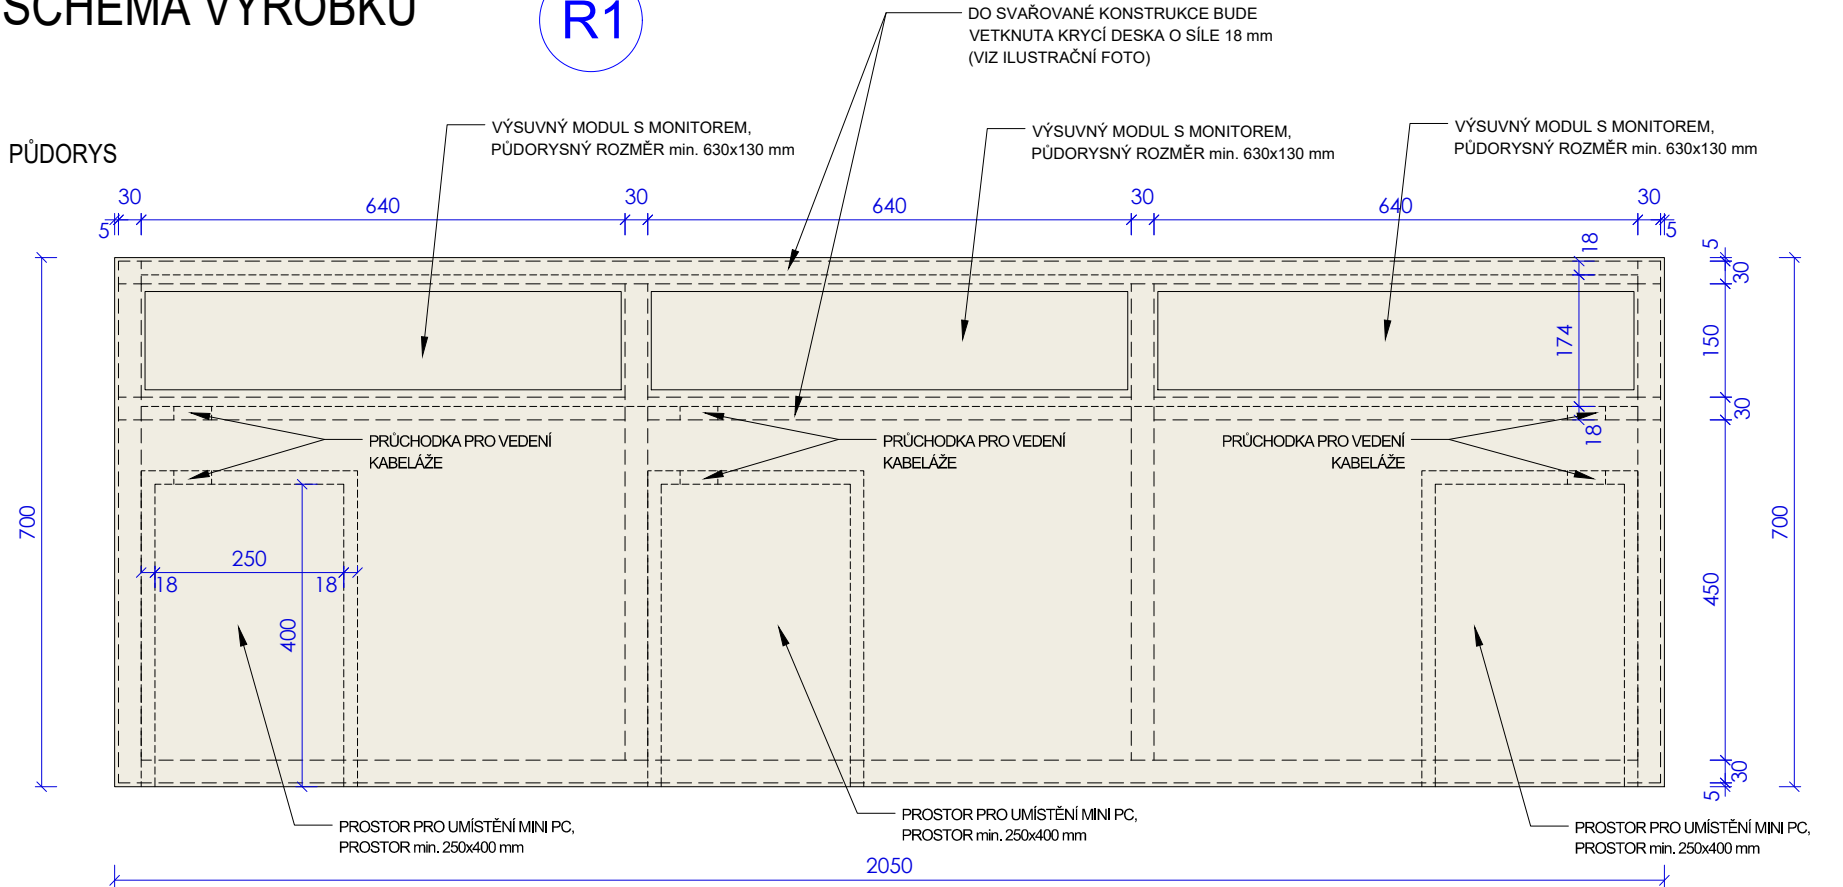 SCHÉMA VÝROBKU
R1
DO SVAŘOVANÉ KONSTRUKCE BUDE
VETKNUTA KRYCÍ DESKA O SÍLE 18 mm
(VIZ ILUSTRAČNÍ FOTO)
PŮDORYS
VÝSUVNÝ MODUL S MONITOREM,
PŮDORYSNÝ ROZMĚR min. 630x130 mm
VÝSUVNÝ MODUL S MONITOREM,
PŮDORYSNÝ ROZMĚR min. 630x130 mm
VÝSUVNÝ MODUL S MONITOREM,
PŮDORYSNÝ ROZMĚR min. 630x130 mm
30
640
30
640
30
640
30
5
5
18
5
30
174
150
30
18
PRŮCHODKA PRO VEDENÍ
KABELÁŽE
PRŮCHODKA PRO VEDENÍ
KABELÁŽE
PRŮCHODKA PRO VEDENÍ
KABELÁŽE
700
700
250
18
18
400
450
30
5
PROSTOR PRO UMÍSTĚNÍ MINI PC,
PROSTOR min. 250x400 mm
PROSTOR PRO UMÍSTĚNÍ MINI PC,
PROSTOR min. 250x400 mm
PROSTOR PRO UMÍSTĚNÍ MINI PC,
PROSTOR min. 250x400 mm
2050